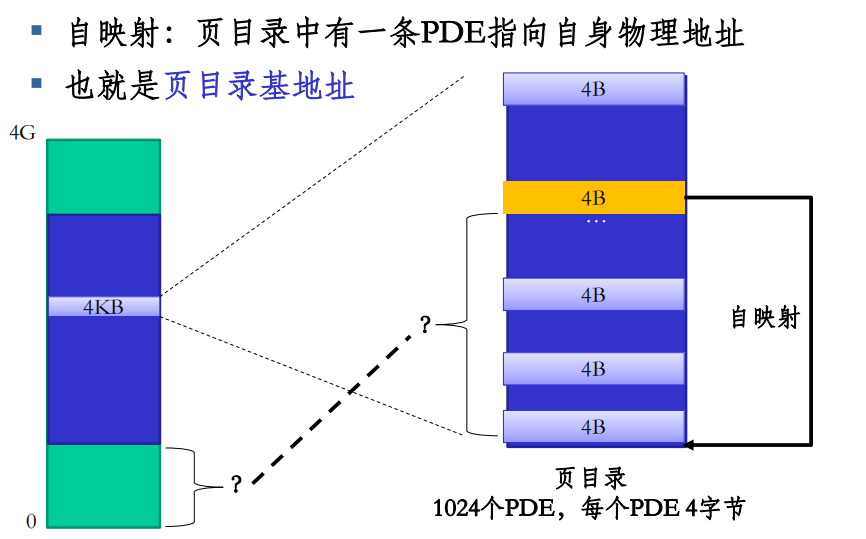 自映射：页目录中有一条PDE指向自身物理地址
也就是页目录基地址
4G
4KB
?
0
4B
4B
...
4B
4B
4B
?
自映射
页目录
1024个PDE，每个PDE 4字节